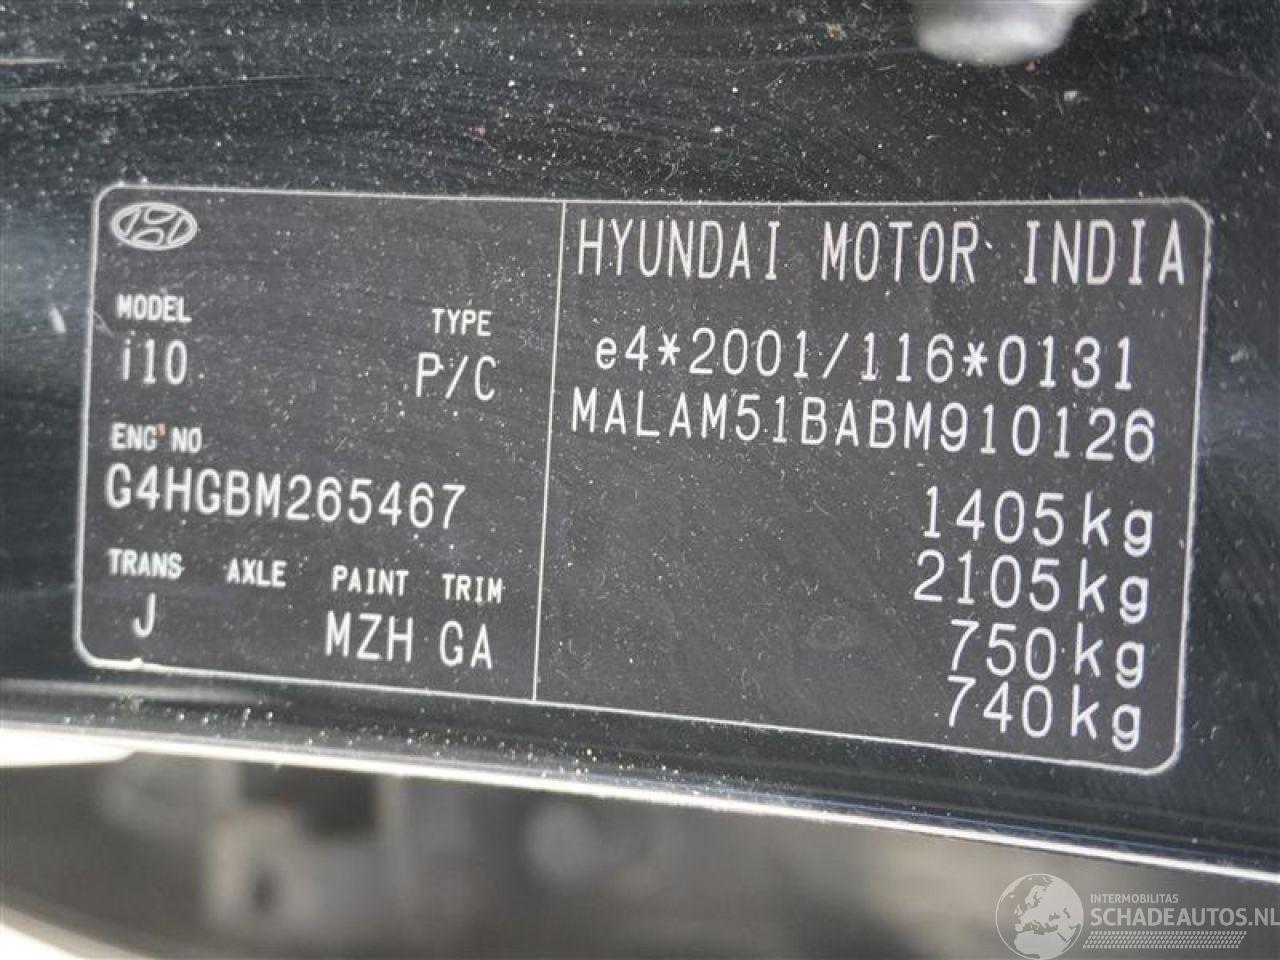 MODEL TYPE
i10 P/C
ENG NO
G4HGBM265467
TRANS AXLE PAINT TRIM
J MZH GA
HYUNDAI MOTOR INDIA
e4*2001/116*0131
MALAM51BABM910126
1405kg
2105kg
750kg
740kg
INTERMOBILITAS
SCHADEAUTOS.NL